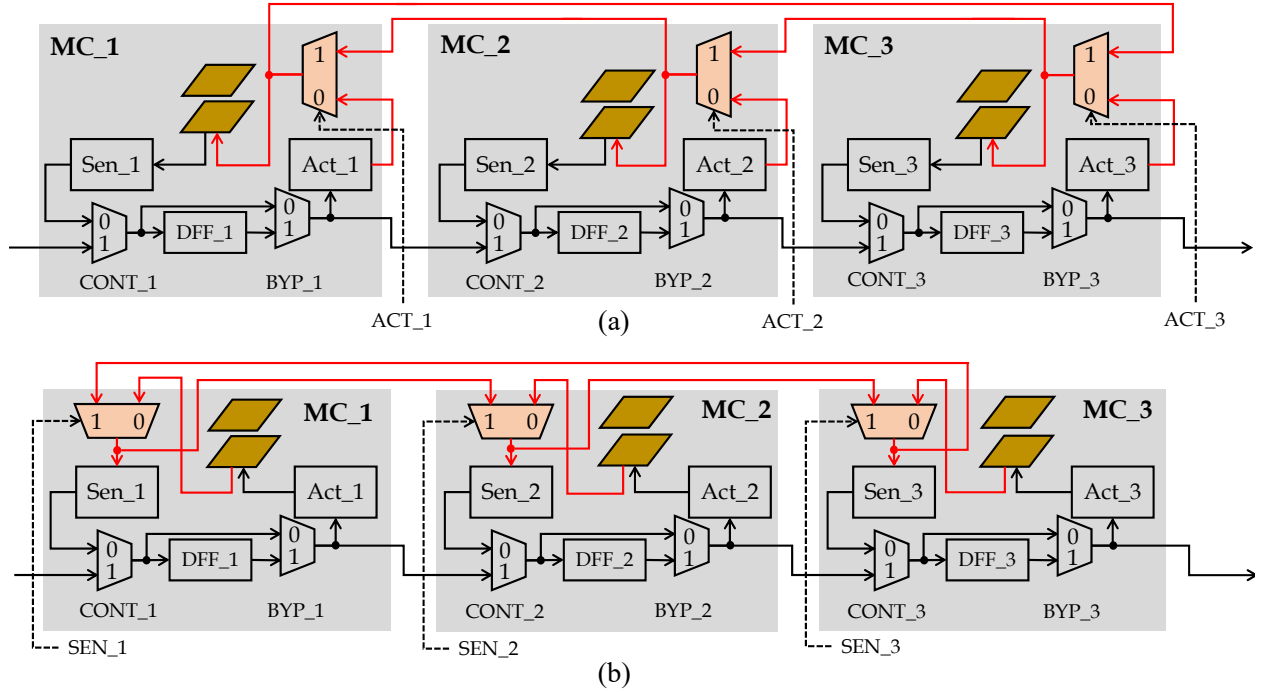 MC_1 MC_2 MC_3
1 1 1
0 0 0
Sen_1 Act_1 Sen_2 Act_2 Sen_3 Act_3
0 0 0 0 0 0
1 DFF_1 1 1 DFF_2 1 1 DFF_3 1
CONT_1 BYP_1 CONT_2 BYP_2 CONT_3 BYP_3
ACT_1 (a) ACT_2 ACT_3
1 0 MC_1 1 0 MC_2 1 0 MC_3
Sen_1 Act_1 Sen_2 Act_2 Sen_3 Act_3
0 0 0 0 0 0
1 DFF_1 1 1 DFF_2 1 1 DFF_3 1
CONT_1 BYP_1 CONT_2 BYP_2 CONT_3 BYP_3
SEN_1 SEN_2 SEN_3
(b)